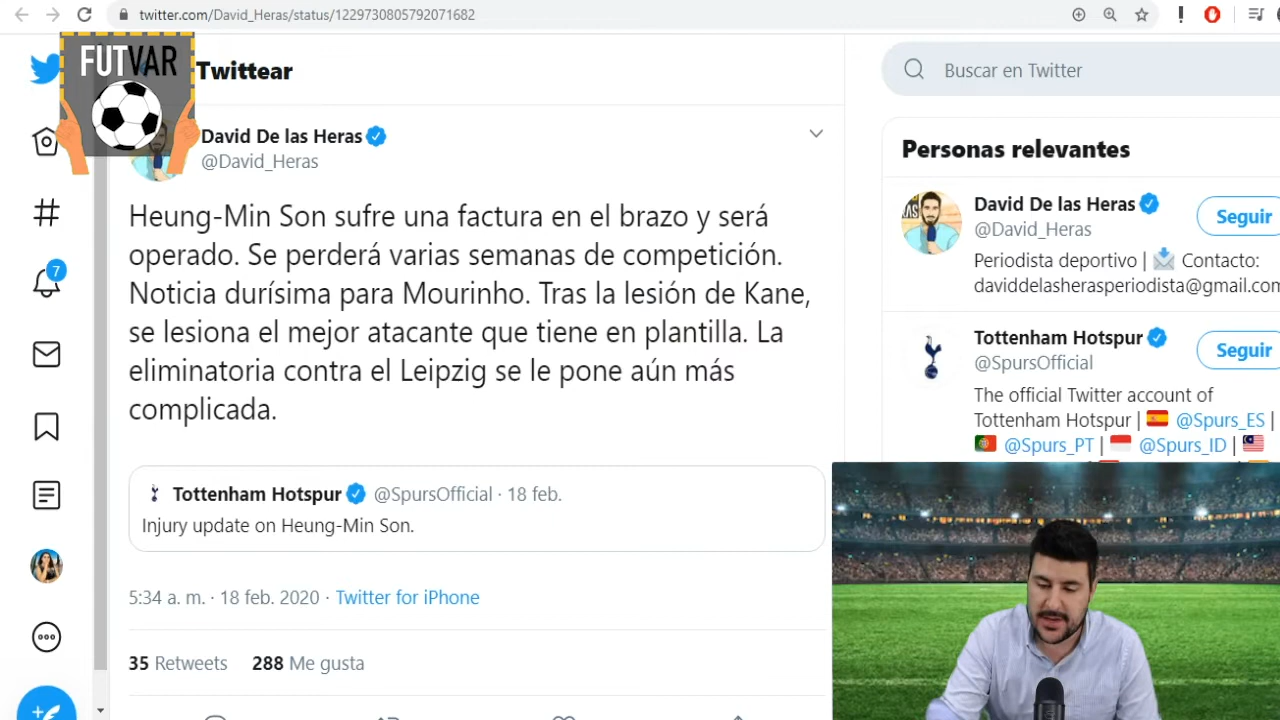 twitter.com/David_Heras/status/1229730805792071682
FUTVAR
Twittear
Buscar en Twitter
David De las Heras
@David_Heras
Heung-Min Son sufre una factura en el brazo y será
operado. Se perderá varias semanas de competición.
Noticia durísima para Mourinho. Tras la lesión de Kane,
se lesiona el mejor atacante que tiene en plantilla. La
eliminatoria contra el Leipzig se le pone aún más
complicada.
Tottenham Hotspur @SpursOfficial · 18 feb.
Injury update on Heung-Min Son.
5:34 a. m. · 18 feb. 2020 · Twitter for iPhone
35 Retweets 288 Me gusta
7
Personas relevantes
David De las Heras
@David_Heras
Seguir
Periodista deportivo | Contacto:
daviddelasherasperiodista@gmail.com
Tottenham Hotspur
@SpursOfficial
Seguir
The official Twitter account of
Tottenham Hotspur | @Spurs_ES |
@Spurs_PT | @Spurs_ID |